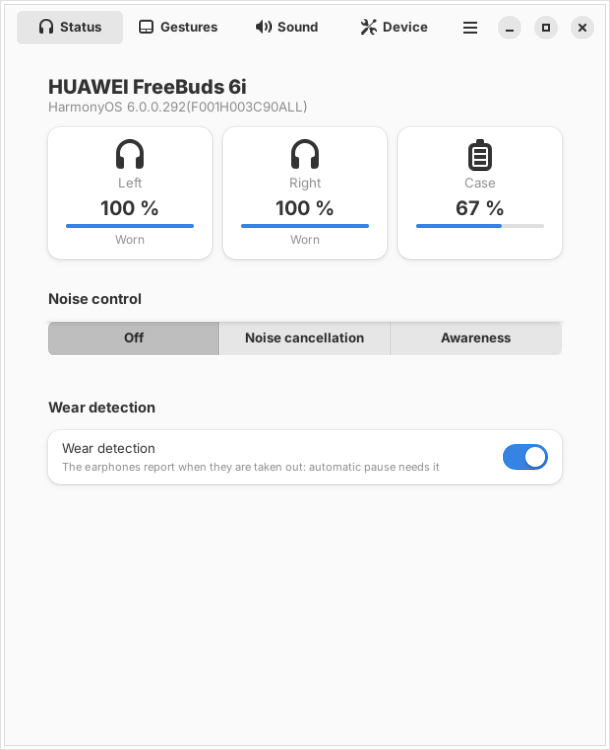 Status
Gestures
Sound
Device
HUAWEI FreeBuds 6i
HarmonyOS 6.0.0.292(F001H003C90ALL)
Left
100 %
Worn
Right
100 %
Worn
Case
67 %
Noise control
Off
Noise cancellation
Awareness
Wear detection
Wear detection
The earphones report when they are taken out: automatic pause needs it